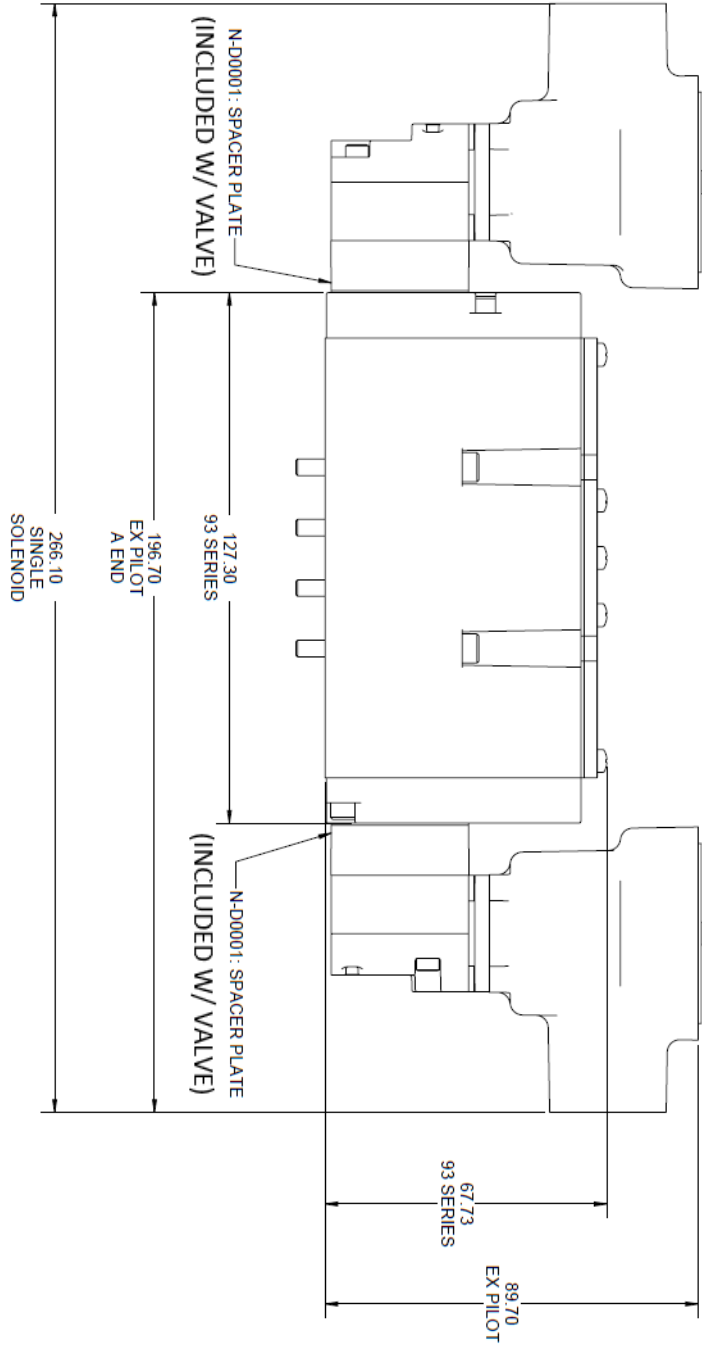 N-D0001: SPACER PLATE
(INCLUDED W/ VALVE)
N-D0001: SPACER PLATE
(INCLUDED W/ VALVE)
127.30
93 SERIES
196.70
EX PILOT
A END
266.10
SINGLE
SOLENOID
67.73
93 SERIES
89.70
EX PILOT